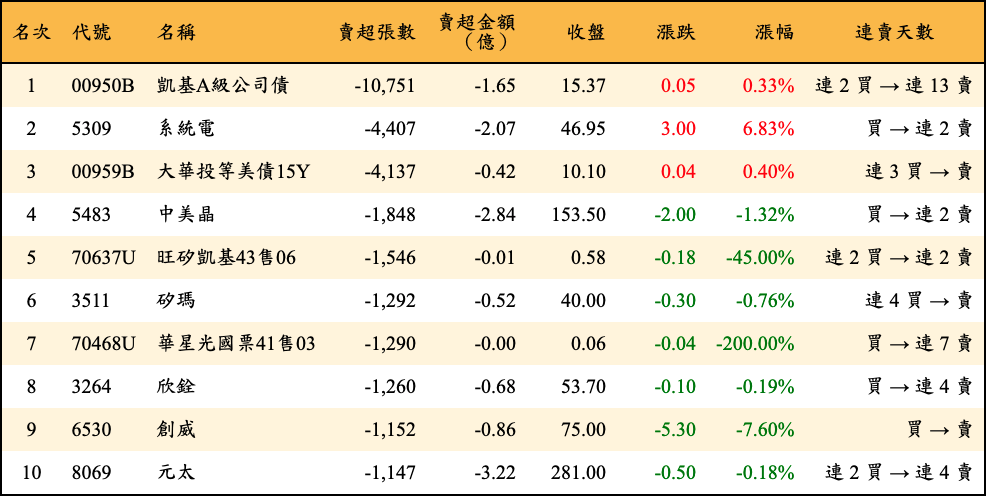 名次 代號 名稱 賣超張數 賣超金額（億） 收盤 漲跌 漲幅 連賣天數
1 00950B 凱基A級公司債 -10,751 -1.65 15.37 0.05 0.33% 連 2 買 → 連 13 賣
2 5309 系統電 -4,407 -2.07 46.95 3.00 6.83% 買 → 連 2 賣
3 00959B 大華投等美債15Y -4,137 -0.42 10.10 0.04 0.40% 連 3 買 → 賣
4 5483 中美晶 -1,848 -2.84 153.50 -2.00 -1.32% 買 → 連 2 賣
5 70637U 旺矽凱基43售06 -1,546 -0.01 0.58 -0.18 -45.00% 連 2 買 → 連 2 賣
6 3511 矽瑪 -1,292 -0.52 40.00 -0.30 -0.76% 連 4 買 → 賣
7 70468U 華星光國票41售03 -1,290 -0.00 0.06 -0.04 -200.00% 買 → 連 7 賣
8 3264 欣銓 -1,260 -0.68 53.70 -0.10 -0.19% 買 → 連 4 賣
9 6530 創威 -1,152 -0.86 75.00 -5.30 -7.60% 買 → 賣
10 8069 元太 -1,147 -3.22 281.00 -0.50 -0.18% 連 2 買 → 連 4 賣